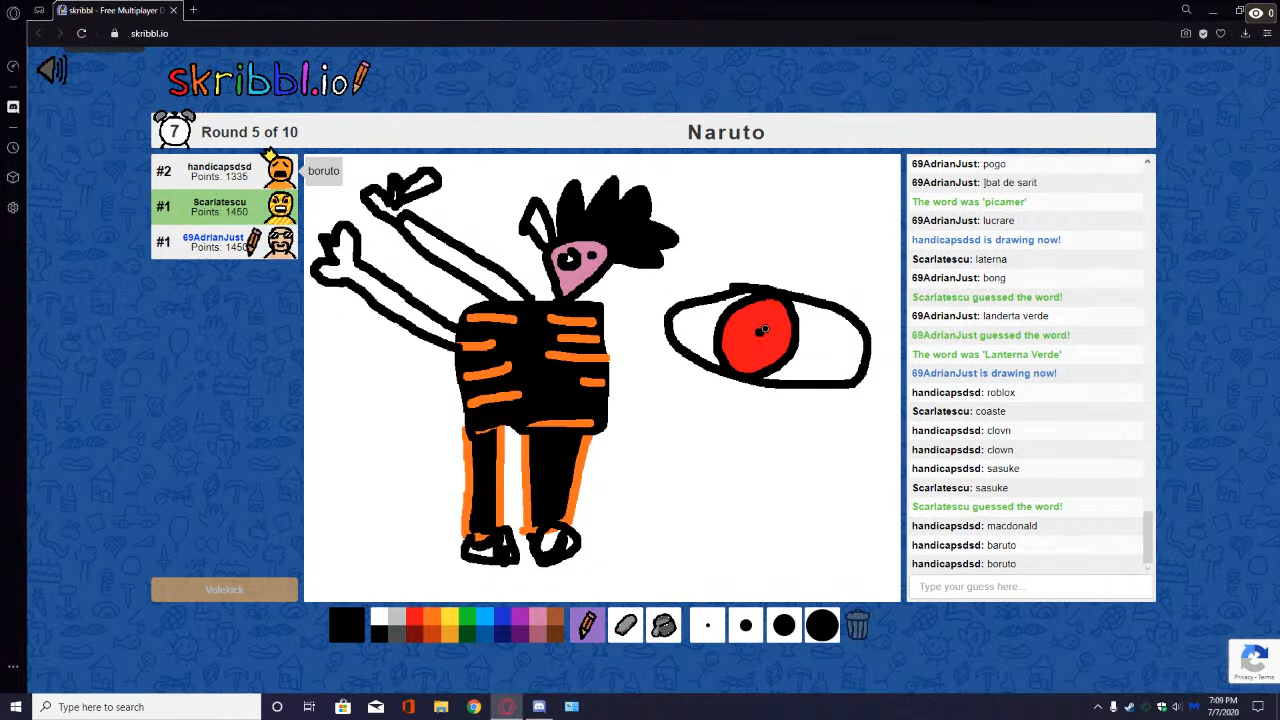 skribbl - Free Multiplayer D
0
skribbl.io
skribbl.io
7
Round 5 of 10
Naruto
#2
handicapsdsd
Points: 1335
boruto
#1
Scarlatescu
Points: 1450
#1
69AdrianJust
Points: 1450
Votekick
69AdrianJust: pogo
69AdrianJust: ]bat de sarit
The word was 'picamer'
69AdrianJust: lucrare
handicapsdsd is drawing now!
Scarlatescu: laterna
69AdrianJust: bong
Scarlatescu guessed the word!
69AdrianJust: landerta verde
69AdrianJust guessed the word!
The word was 'Lanterna Verde'
69AdrianJust is drawing now!
handicapsdsd: roblox
Scarlatescu: coaste
handicapsdsd: clovn
handicapsdsd: clown
handicapsdsd: sasuke
Scarlatescu: sasuke
Scarlatescu guessed the word!
handicapsdsd: macdonald
handicapsdsd: baruto
handicapsdsd: boruto
Type your guess here...
Privacy - Terms
Type here to search
7:09 PM
7/7/2020